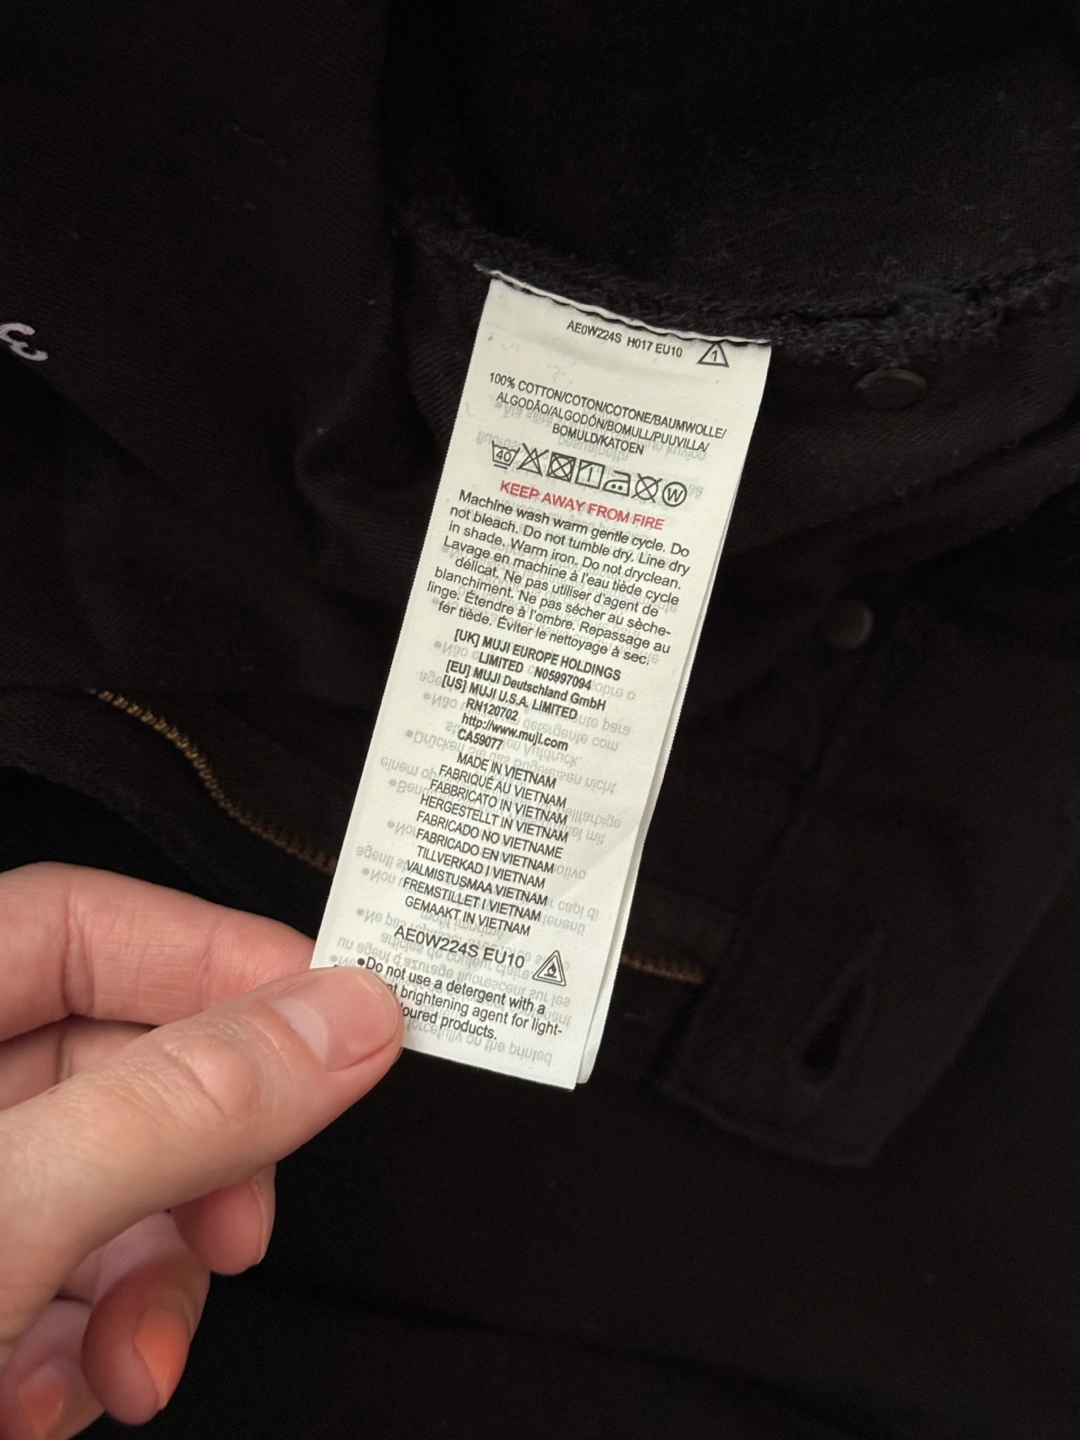 AE0W224S H017 EU10 1
100% COTTON/COTON/COTONE/BAUMWOLLE/
ALGODÃO/ALGODÓN/BOMULL/PUUVILLA/
BOMULD/KATOEN
40 1 W
KEEP AWAY FROM FIRE
Machine wash warm gentle cycle. Do
not bleach. Do not tumble dry. Line dry
in shade. Warm iron. Do not dryclean.
Lavage en machine à l'eau tiède cycle
délicat. Ne pas utiliser d'agent de
blanchiment. Ne pas sécher au sèche-
linge. Étendre à l'ombre. Repassage au
fer tiède. Éviter le nettoyage à sec.
[UK] MUJI EUROPE HOLDINGS
LIMITED N05997094
[EU] MUJI Deutschland GmbH
[US] MUJI U.S.A. LIMITED
RN120702
http://www.muji.com
CA59077
MADE IN VIETNAM
FABRIQUÉ AU VIETNAM
FABBRICATO IN VIETNAM
HERGESTELLT IN VIETNAM
FABRICADO NO VIETNAME
FABRICADO EN VIETNAM
TILLVERKAD I VIETNAM
VALMISTUSMAA VIETNAM
FREMSTILLET I VIETNAM
GEMAAKT IN VIETNAM
AE0W224S EU10
●Do not use a detergent with a
brightening agent for light-
products.